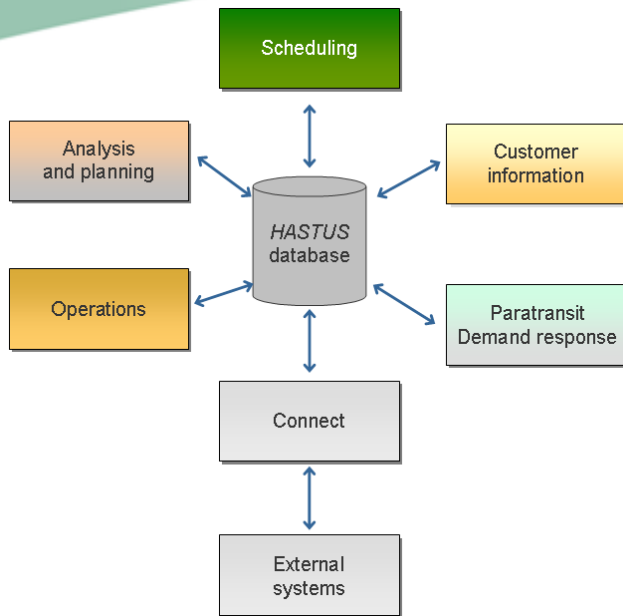 Scheduling
Analysis
and planning
Customer
information
HASTUS
database
Operations
Paratransit
Demand response
Connect
External
systems